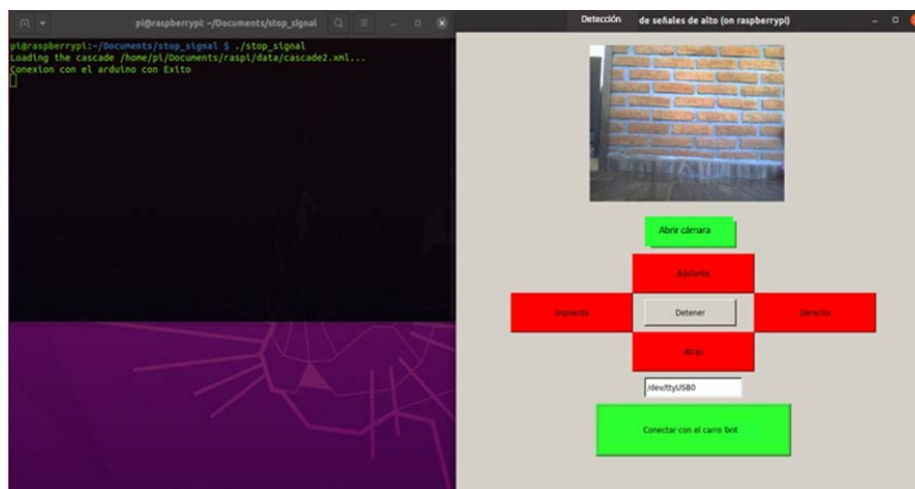 pi@raspberrypi: ~/Documents/stop_signal
pi@raspberrypi:~/Documents/stop_signal $ ./stop_signal
Loading the cascade /home/pi/Documents/raspi/data/cascade2.xml...
Conexion con el arduino con Exito
Detección de señales de alto (on raspberrypi)
Abrir cámara
Adelante
Izquierda Detener Derecha
Atras
/dev/ttyUSB0
Conectar con el carro bot